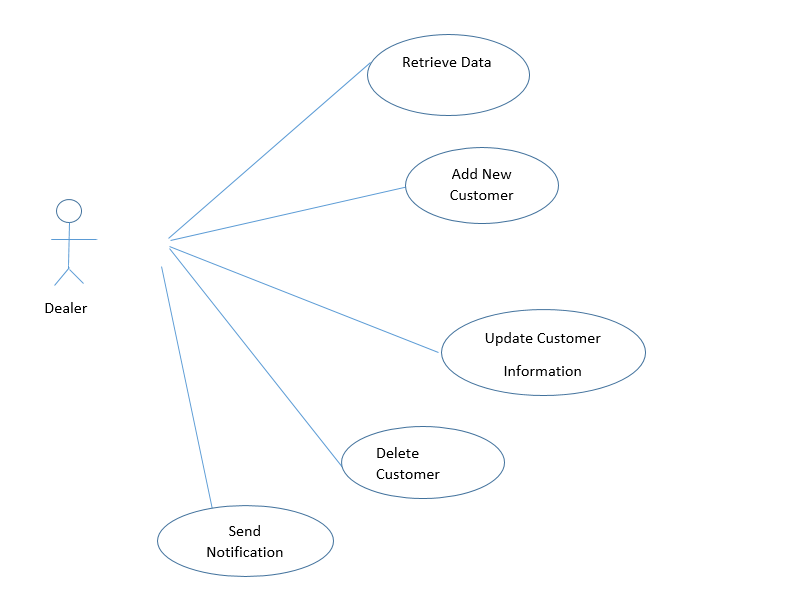 Retrieve Data
Add New
Customer
Dealer
Update Customer
Information
Delete
Customer
Send
Notification